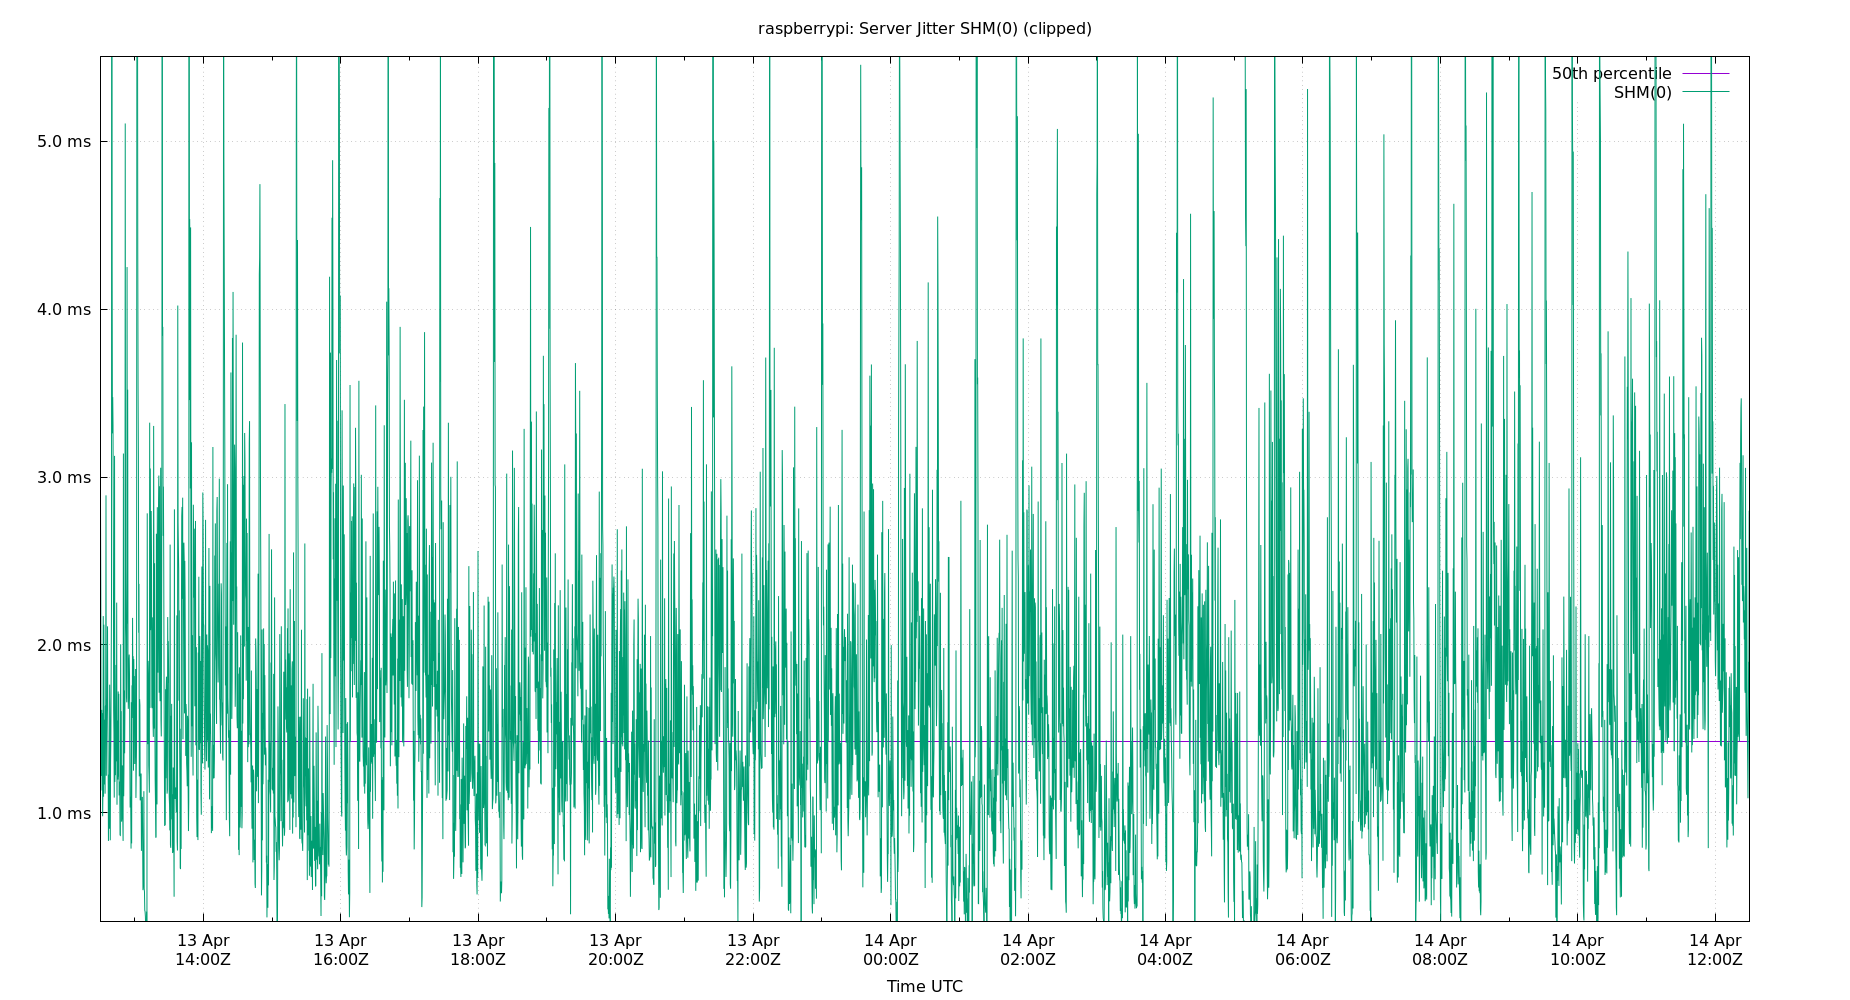 raspberrypi: Server Jitter SHM(0) (clipped)
50th percentile
SHM(0)
5.0 ms
4.0 ms
3.0 ms
2.0 ms
1.0 ms
13 Apr 13 Apr 13 Apr 13 Apr 13 Apr 14 Apr 14 Apr 14 Apr 14 Apr 14 Apr 14 Apr 14 Apr
14:00Z 16:00Z 18:00Z 20:00Z 22:00Z 00:00Z 02:00Z 04:00Z 06:00Z 08:00Z 10:00Z 12:00Z
Time UTC